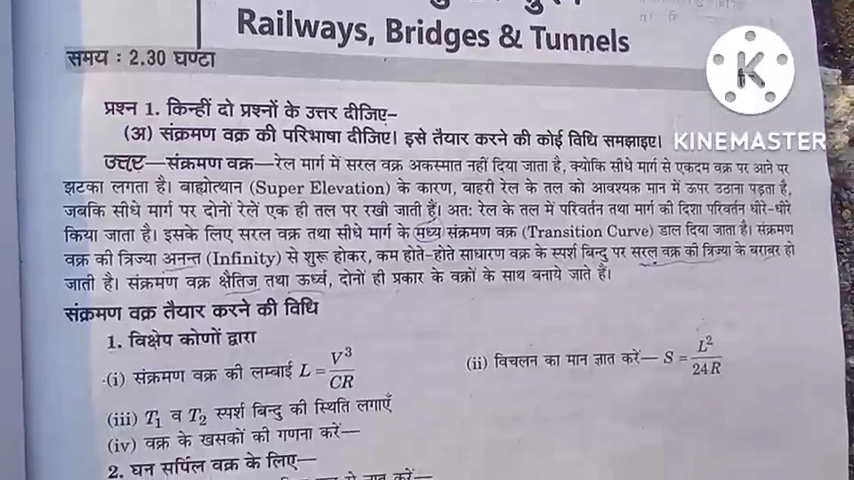 Railways, Bridges & Tunnels
समय : 2.30 घण्टा
K
KINEMASTER
प्रश्न 1. किन्हीं दो प्रश्नों के उत्तर दीजिए–
(अ) संक्रमण वक्र की परिभाषा दीजिए। इसे तैयार करने की कोई विधि समझाइए।
उत्तर—संक्रमण वक्र—रेल मार्ग में सरल वक्र अकस्मात नहीं दिया जाता है, क्योंकि सीधे मार्ग से एकदम वक्र पर आने पर
झटका लगता है। बाह्योत्थान (Super Elevation) के कारण, बाहरी रेल के तल को आवश्यक मान में ऊपर उठाना पड़ता है,
जबकि सीधे मार्ग पर दोनों रेलें एक ही तल पर रखी जाती हैं। अत: रेल के तल में परिवर्तन तथा मार्ग की दिशा परिवर्तन धीरे-धीरे
किया जाता है। इसके लिए सरल वक्र तथा सीधे मार्ग के मध्य संक्रमण वक्र (Transition Curve) डाल दिया जाता है। संक्रमण
वक्र की त्रिज्या अनन्त (Infinity) से शुरू होकर, कम होते-होते साधारण वक्र के स्पर्श बिन्दु पर सरल वक्र की त्रिज्या के बराबर हो
जाती है। संक्रमण वक्र क्षैतिज तथा ऊर्ध्व, दोनों ही प्रकार के वक्रों के साथ बनाये जाते हैं।
संक्रमण वक्र तैयार करने की विधि
1. विक्षेप कोणों द्वारा
(i) संक्रमण वक्र की लम्बाई L = V³/CR (ii) विचलन का मान ज्ञात करें— S = L²/24R
(iii) T₁ व T₂ स्पर्श बिन्दु की स्थिति लगाएँ
(iv) वक्र के खसकों की गणना करें—
2. घन सर्पिल वक्र के लिए—